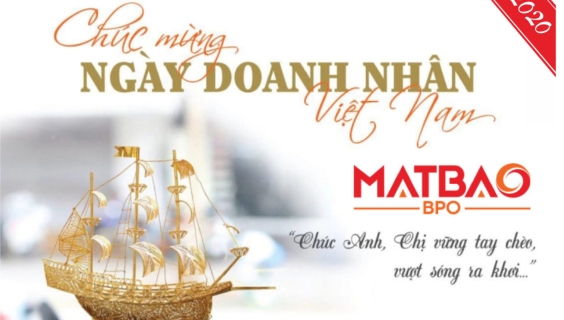 2020
Chúc mừng
NGÀY DOANH NHÂN
Việt Nam
MATBAO
BPO
“Chúc Anh, Chị vững tay chèo,
vượt sóng ra khơi...”